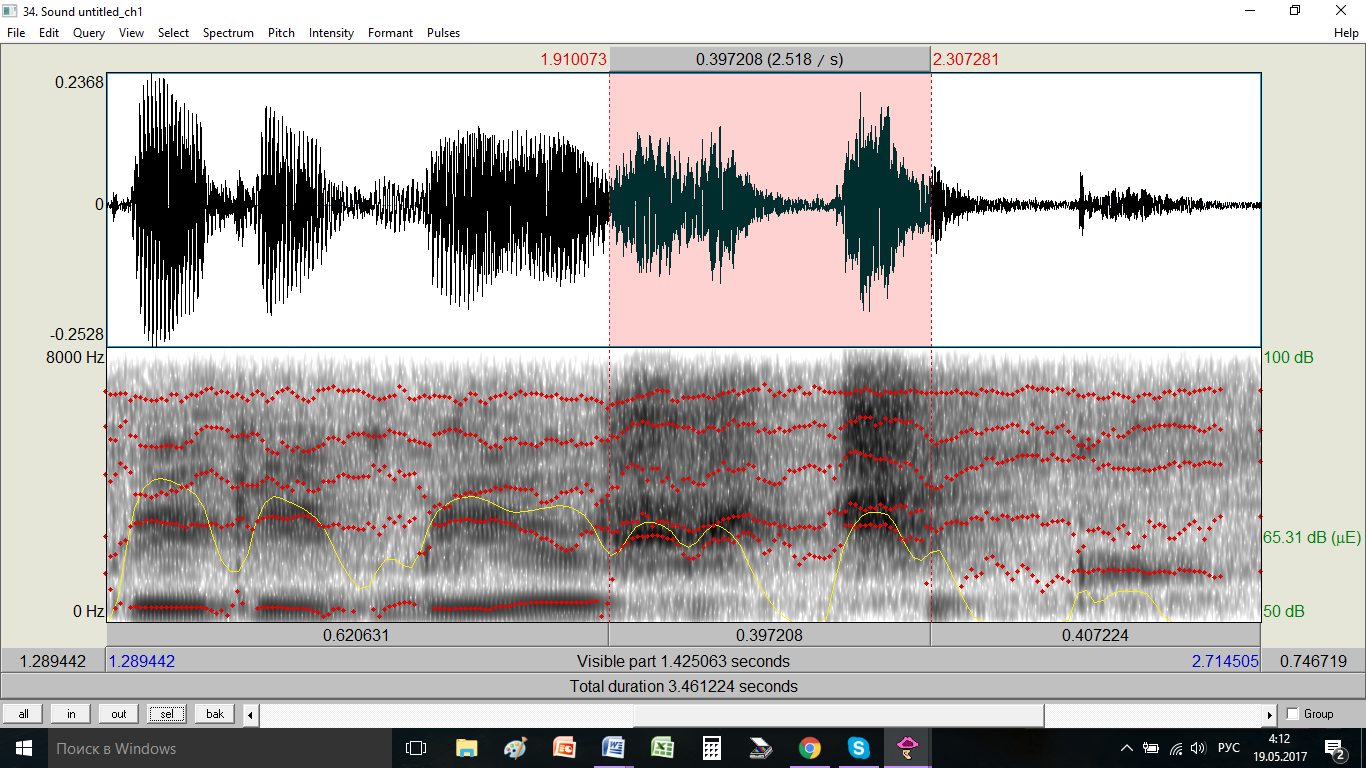 34. Sound untitled_ch1
File Edit Query View Select Spectrum Pitch Intensity Formant Pulses Help
1.910073 0.397208 (2.518 / s) 2.307281
0.2368
0
-0.2528
8000 Hz 100 dB
65.31 dB (µE)
0 Hz 50 dB
0.620631 0.397208 0.407224
1.289442 1.289442 Visible part 1.425063 seconds 2.714505 0.746719
Total duration 3.461224 seconds
all in out sel bak Group
Поиск в Windows РУС 4:12
19.05.2017 2